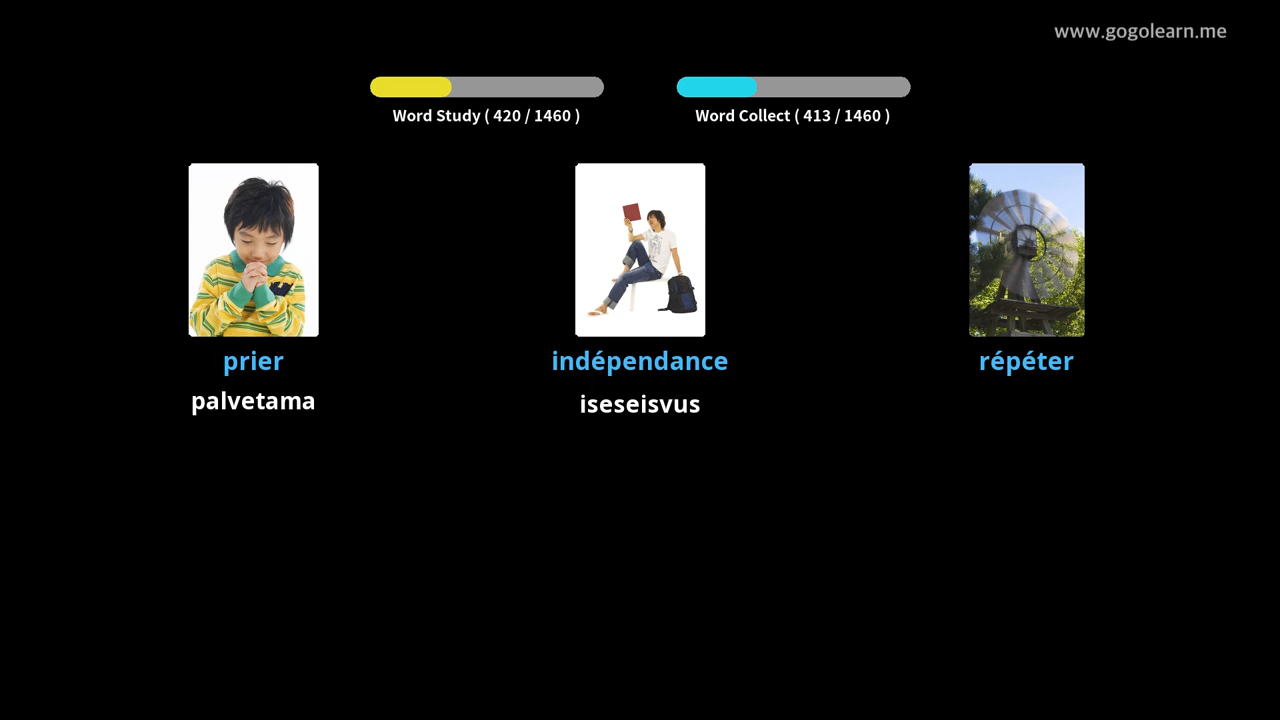 www.gogolearn.me
Word Study ( 420 / 1460 )
Word Collect ( 413 / 1460 )
prier
indépendance
répéter
palvetama
iseseisvus